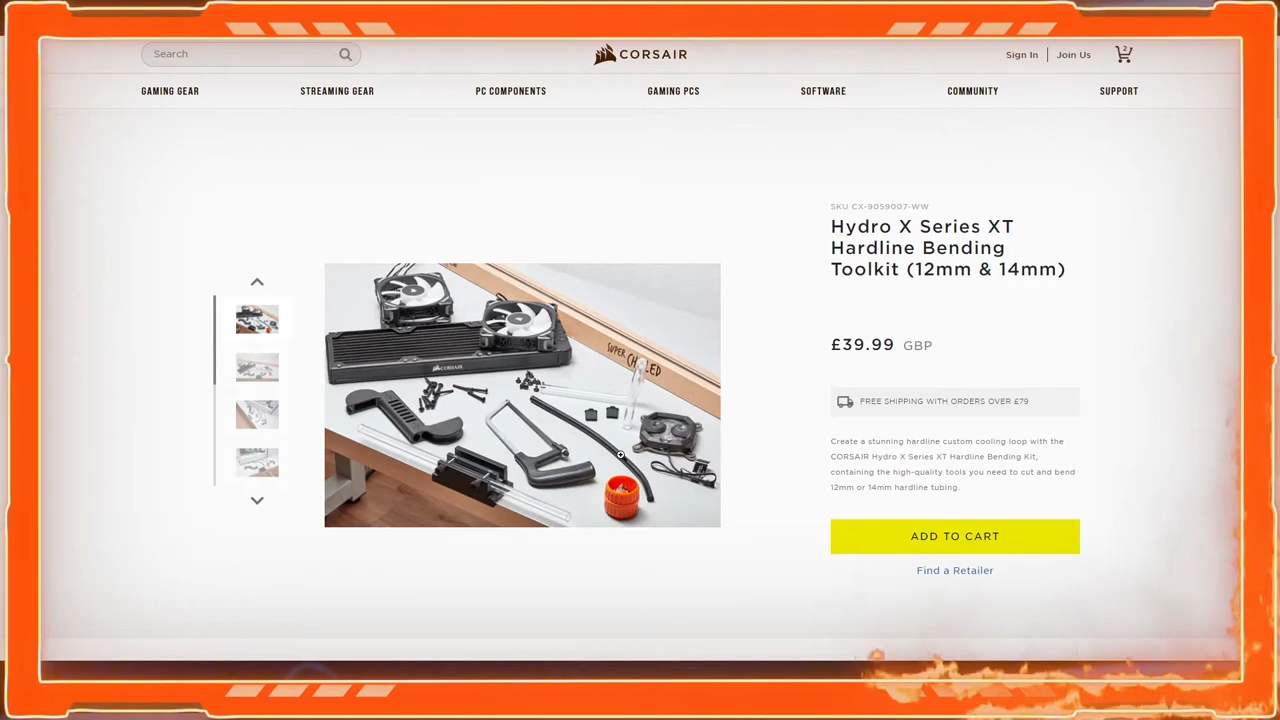 Search
CORSAIR
Sign In
Join Us
2
GAMING GEAR
STREAMING GEAR
PC COMPONENTS
GAMING PCS
SOFTWARE
COMMUNITY
SUPPORT
SKU CX-9059007-WW
Hydro X Series XT
Hardline Bending
Toolkit (12mm & 14mm)
£39.99 GBP
FREE SHIPPING WITH ORDERS OVER £79
Create a stunning hardline custom cooling loop with the
CORSAIR Hydro X Series XT Hardline Bending Kit,
containing the high-quality tools you need to cut and bend
12mm or 14mm hardline tubing.
ADD TO CART
Find a Retailer
SUPER
CORSAIR